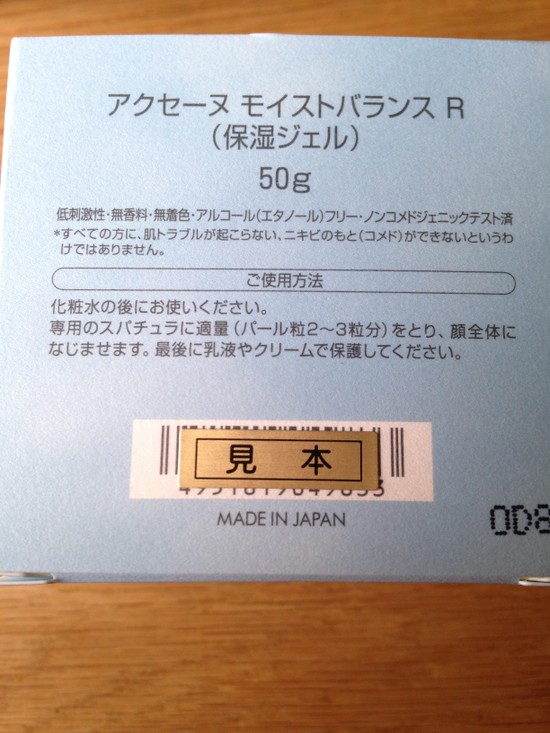 アクセーヌ モイストバランス R
（保湿ジェル）
50g
低刺激性・無香料・無着色・アルコール（エタノール）フリー・ノンコメドジェニックテスト済
*すべての方に、肌トラブルが起こらない、ニキビのもと（コメド）ができないというわ
けではありません。
ご使用方法
化粧水の後にお使いください。
専用のスパチュラに適量（パール粒2〜3粒分）をとり、顔全体に
なじませます。最後に乳液やクリームで保護してください。
見 本
MADE IN JAPAN